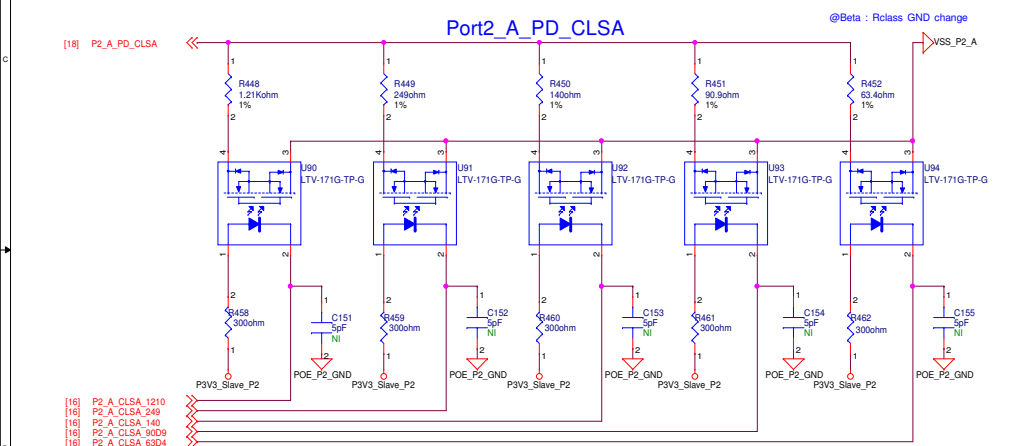 Port2_A_PD_CLSA
@Beta : Rclass GND change
[18] P2_A_PD_CLSA
VSS_P2_A
C
1 1 1 1 1
R448 R449 R450 R451 R452
1.21Kohm 249ohm 140ohm 90.9ohm 63.4ohm
1% 1% 1% 1% 1%
2 2 2 2 2
4 3 4 3 4 3 4 3 4 3
U90 U91 U92 U93 U94
LTV-171G-TP-G LTV-171G-TP-G LTV-171G-TP-G LTV-171G-TP-G LTV-171G-TP-G
1 2 1 2 1 2 1 2 1 2
2 1 2 1 2 1 2 1 2 1
R458 C151 R459 C152 R460 C153 R461 C154 R462 C155
300ohm 5pF 300ohm 5pF 300ohm 5pF 300ohm 5pF 300ohm 5pF
NI NI NI NI NI
1 2 1 2 1 2 1 2 1 2
POE_P2_GND POE_P2_GND POE_P2_GND POE_P2_GND POE_P2_GND
P3V3_Slave_P2 P3V3_Slave_P2 P3V3_Slave_P2 P3V3_Slave_P2 P3V3_Slave_P2
[16] P2_A_CLSA_1210
[16] P2_A_CLSA_249
[16] P2_A_CLSA_140
[16] P2_A_CLSA_90D9
[16] P2_A_CLSA_63D4